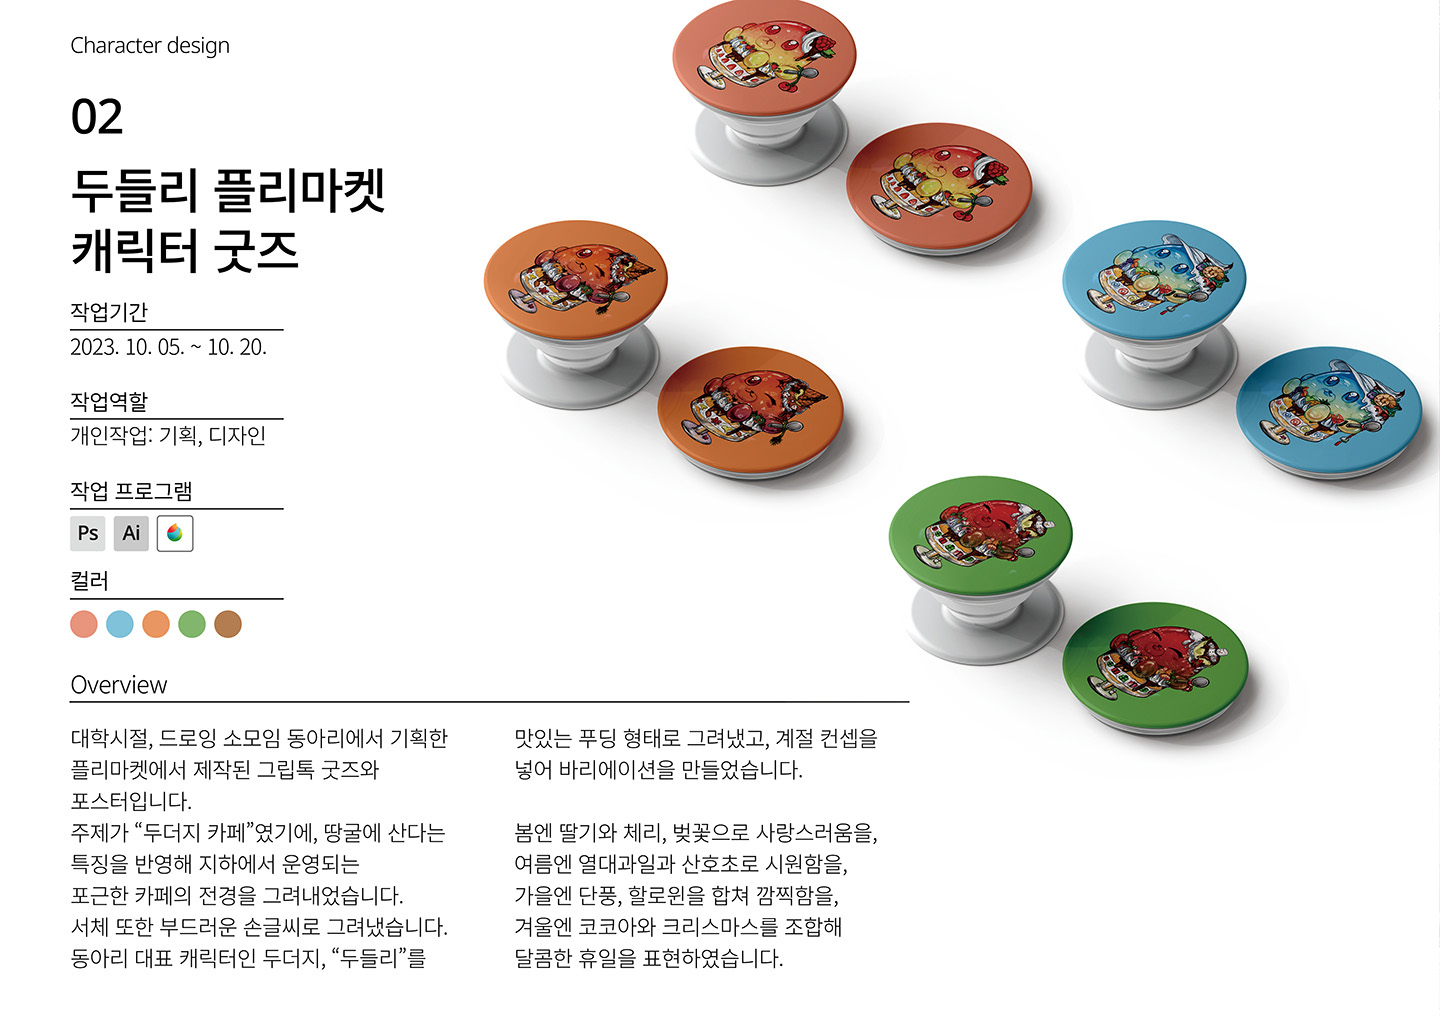 Character design
02
두들리 플리마켓
캐릭터 굿즈
작업기간
2023. 10. 05. ~ 10. 20.
작업역할
개인작업: 기획, 디자인
작업 프로그램
Ps Ai
컬러
Overview
대학시절, 드로잉 소모임 동아리에서 기획한
플리마켓에서 제작된 그립톡 굿즈와
포스터입니다.
주제가 “두더지 카페”였기에, 땅굴에 산다는
특징을 반영해 지하에서 운영되는
포근한 카페의 전경을 그려내었습니다.
서체 또한 부드러운 손글씨로 그려냈습니다.
동아리 대표 캐릭터인 두더지, “두들리”를
맛있는 푸딩 형태로 그려냈고, 계절 컨셉을
넣어 바리에이션을 만들었습니다.
봄엔 딸기와 체리, 벚꽃으로 사랑스러움을,
여름엔 열대과일과 산호초로 시원함을,
가을엔 단풍, 할로윈을 합쳐 깜찍함을,
겨울엔 코코아와 크리스마스를 조합해
달콤한 휴일을 표현하였습니다.